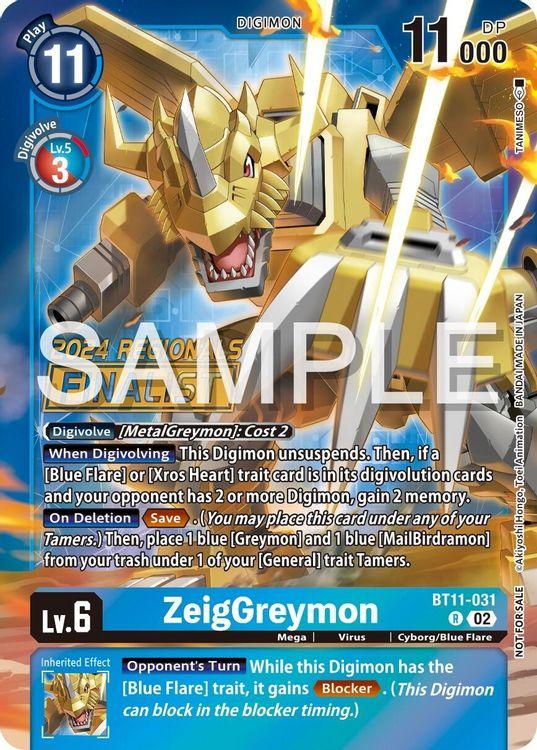 Play
DIGIMON
11
11000 DP
Digivolve
Lv.5
3
TANIMESO
SAMPLE
2024 REGIONALS
FINALIST
Digivolve [MetalGreymon]: Cost 2
When Digivolving This Digimon unsuspends. Then, if a
[Blue Flare] or [Xros Heart] trait card is in its digivolution cards
and your opponent has 2 or more Digimon, gain 2 memory.
On Deletion Save . (You may place this card under any of your
Tamers.) Then, place 1 blue [Greymon] and 1 blue [MailBirdramon]
from your trash under 1 of your [General] trait Tamers.
©Akiyoshi Hongo, Toei Animation BANDAI MADE IN JAPAN
NOT FOR SALE
Lv.6
ZeigGreymon
BT11-031
R 02
Mega Virus Cyborg/Blue Flare
Inherited Effect
Opponent's Turn While this Digimon has the
[Blue Flare] trait, it gains Blocker . (This Digimon
can block in the blocker timing.)